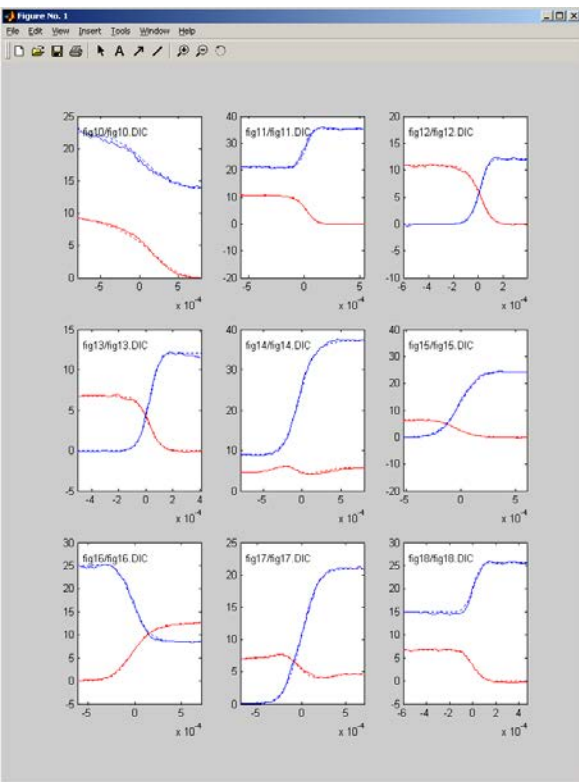 Figure No. 1
File Edit View Insert Tools Window Help
A
fig10/fig10.DIC
25
20
15
10
5
0
-5 0 5
x 10^-4
fig11/fig11.DIC
40
30
20
10
0
-10
-20
-5 0 5
x 10^-4
fig12/fig12.DIC
20
15
10
5
0
-5
-10
-6 -4 -2 0 2 4
x 10^-4
fig13/fig13.DIC
15
10
5
0
-5
-4 -2 0 2 4
x 10^-4
fig14/fig14.DIC
40
30
20
10
0
-5 0 5
x 10^-4
fig15/fig15.DIC
40
30
20
10
0
-10
-20
-5 0 5
x 10^-4
fig16/fig16.DIC
30
25
20
15
10
5
0
-5
-5 0 5
x 10^-4
fig17/fig17.DIC
25
20
15
10
5
0
-5 0 5
x 10^-4
fig18/fig18.DIC
30
25
20
15
10
5
0
-5
-6 -4 -2 0 2 4
x 10^-4